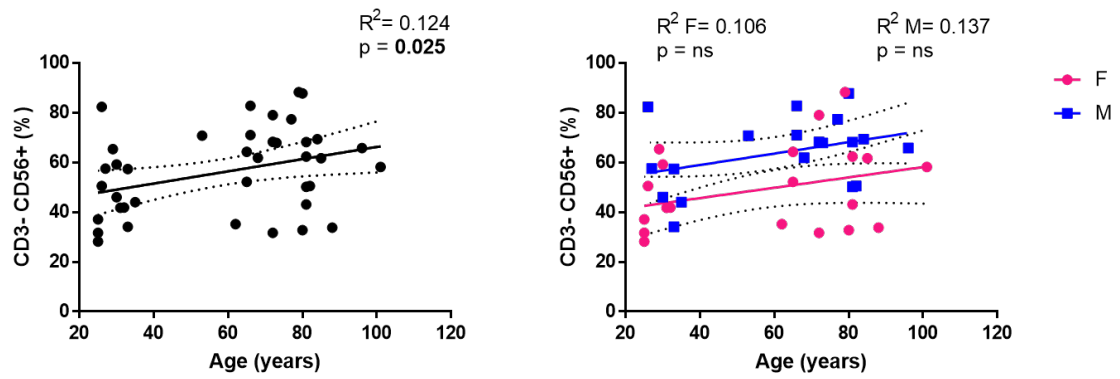 R²= 0.124
p = 0.025
CD3- CD56+ (%)
100
80
60
40
20
0
20
40
60
80
100
120
Age (years)
R² F= 0.106
p = ns
R² M= 0.137
p = ns
CD3- CD56+ (% )
100
80
60
40
20
0
20
40
60
80
100
120
Age (years)
F
M